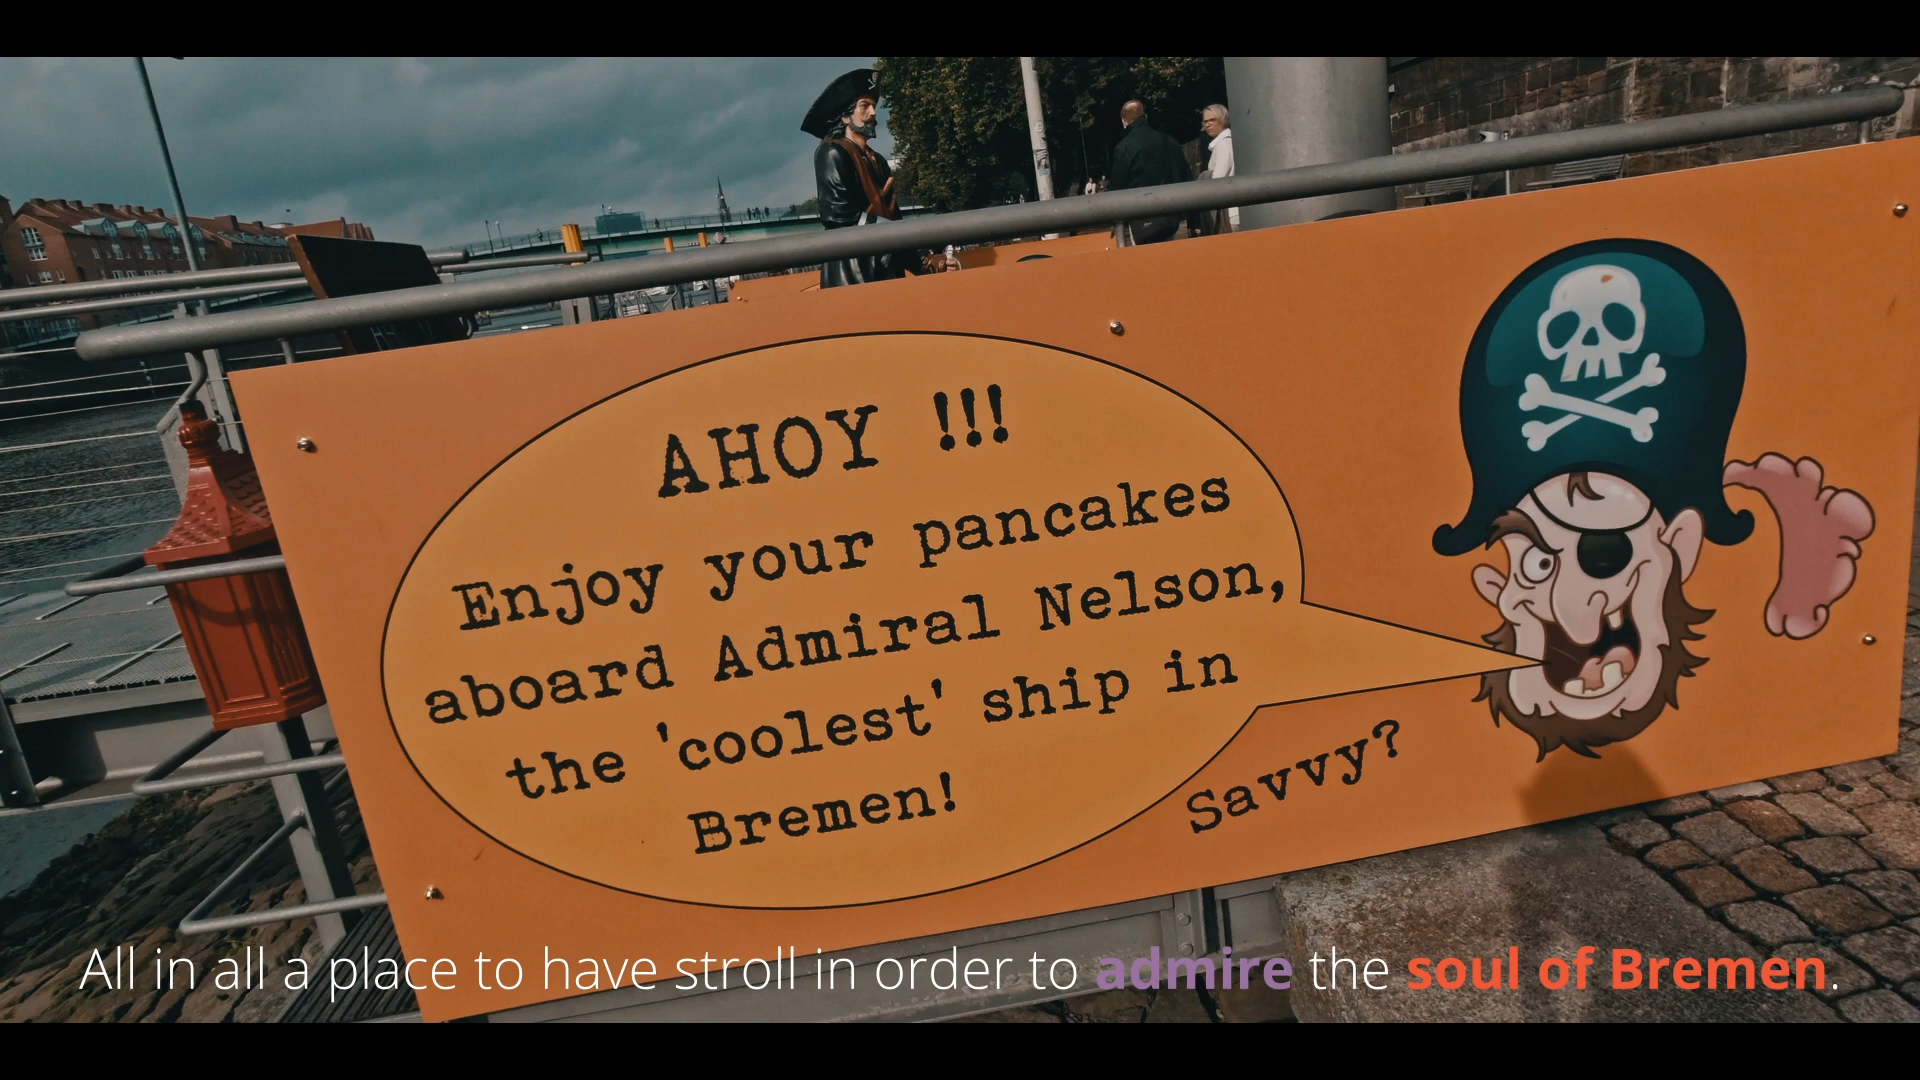 AHOY !!!
Enjoy your pancakes
aboard Admiral Nelson,
the 'coolest' ship in
Bremen!
Savvy?
All in all a place to have stroll in order to admire the soul of Bremen.